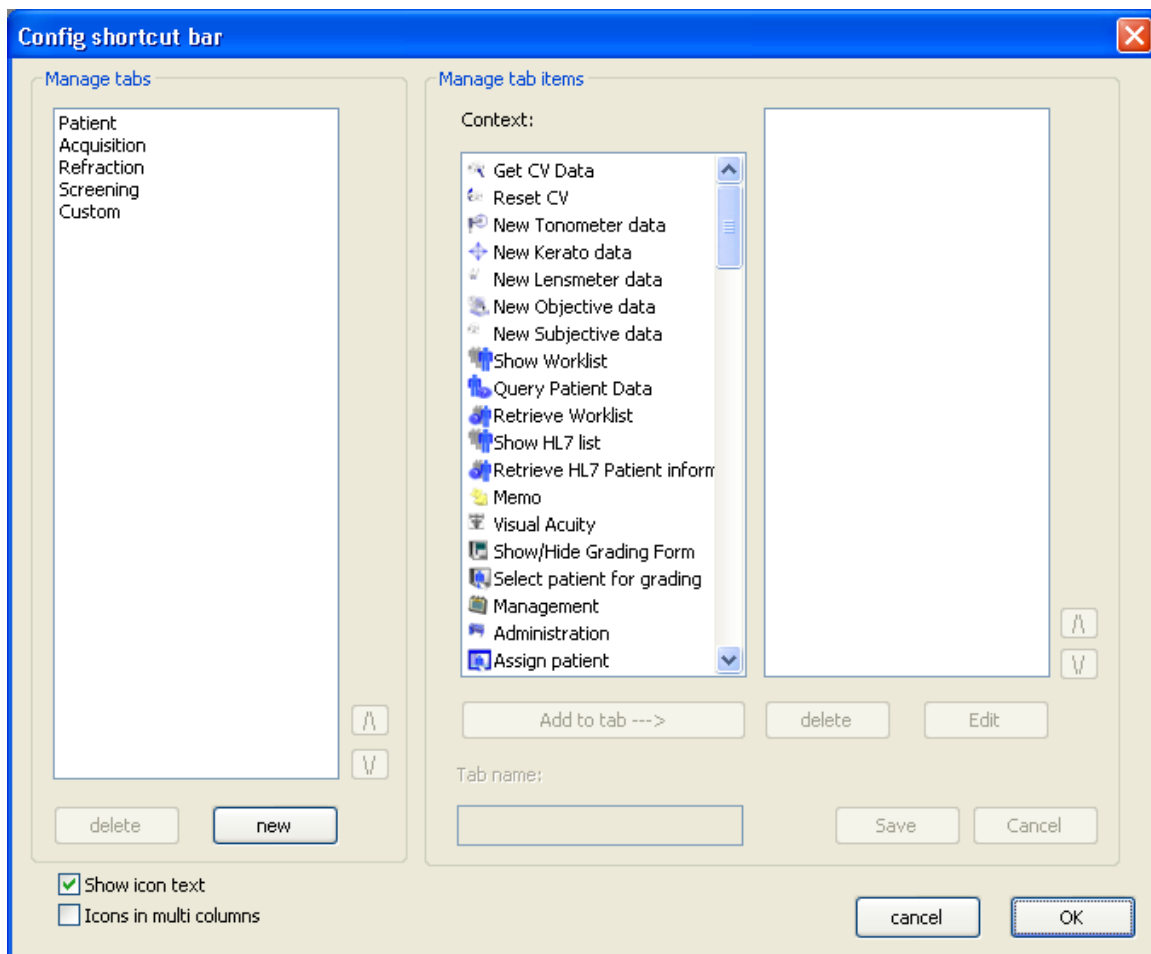 Config shortcut bar
Manage tabs
Patient
Acquisition
Refraction
Screening
Custom
/\
\/
delete
new
Manage tab items
Context:
Get CV Data
Reset CV
New Tonometer data
New Kerato data
New Lensmeter data
New Objective data
New Subjective data
Show Worklist
Query Patient Data
Retrieve Worklist
Show HL7 list
Retrieve HL7 Patient inform
Memo
Visual Acuity
Show/Hide Grading Form
Select patient for grading
Management
Administration
Assign patient
/\
\/
Add to tab --->
delete
Edit
Tab name:
Save
Cancel
Show icon text
Icons in multi columns
cancel
OK